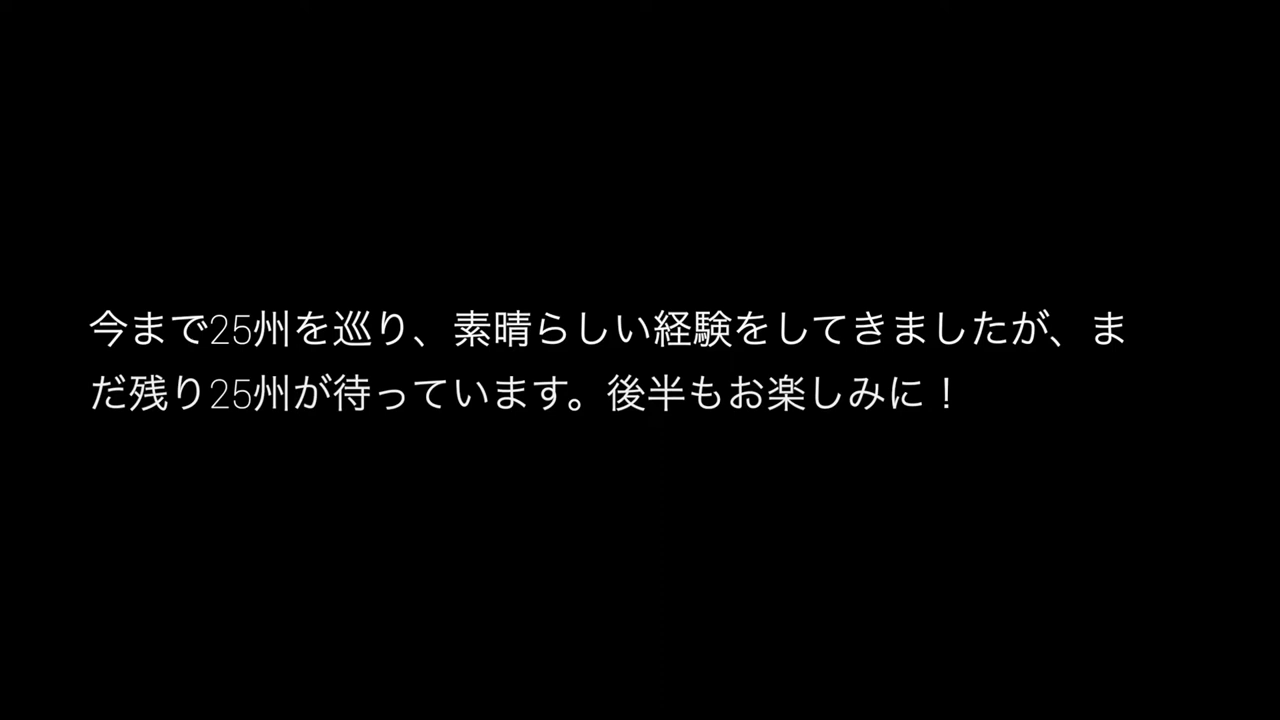 今まで25州を巡り、素晴らしい経験をしてきましたが、ま
だ残り25州が待っています。後半もお楽しみに！